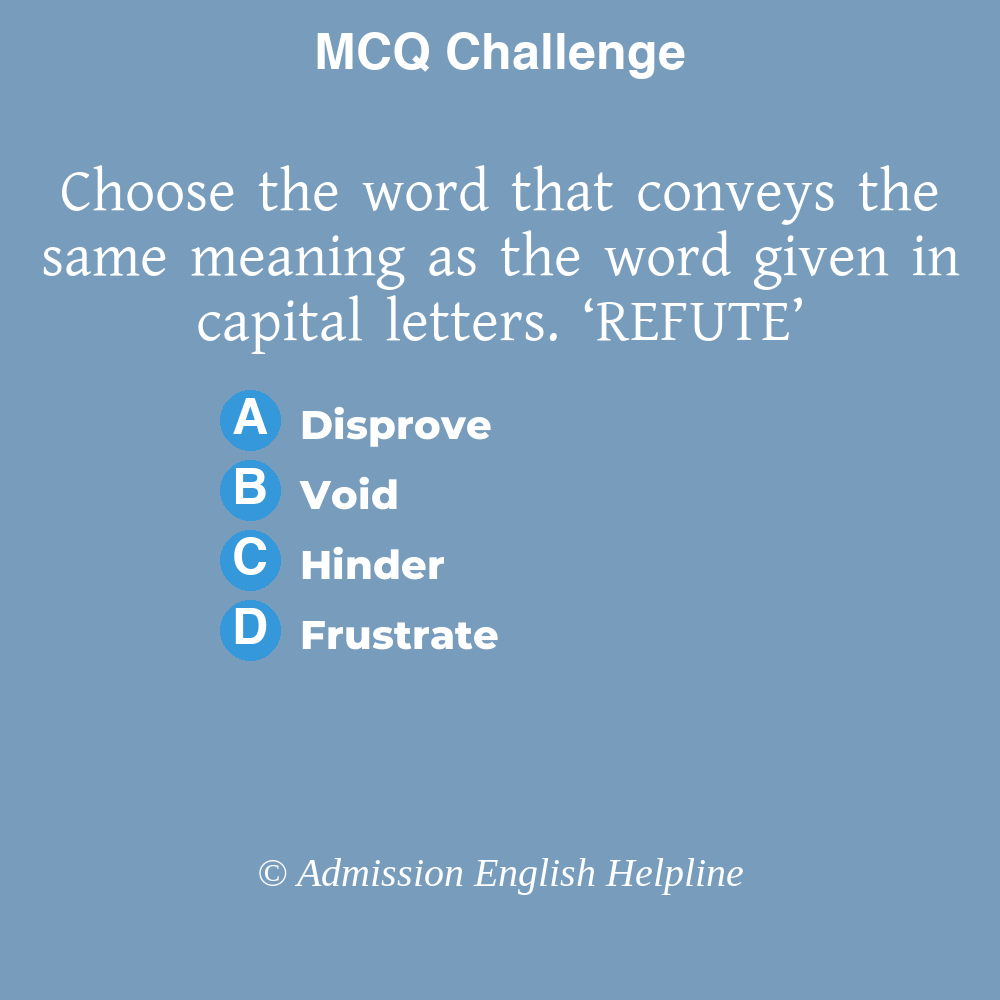 MCQ Challenge
Choose the word that conveys the
same meaning as the word given in
capital letters. ‘REFUTE’
A Disprove
B Void
C Hinder
D Frustrate
© Admission English Helpline